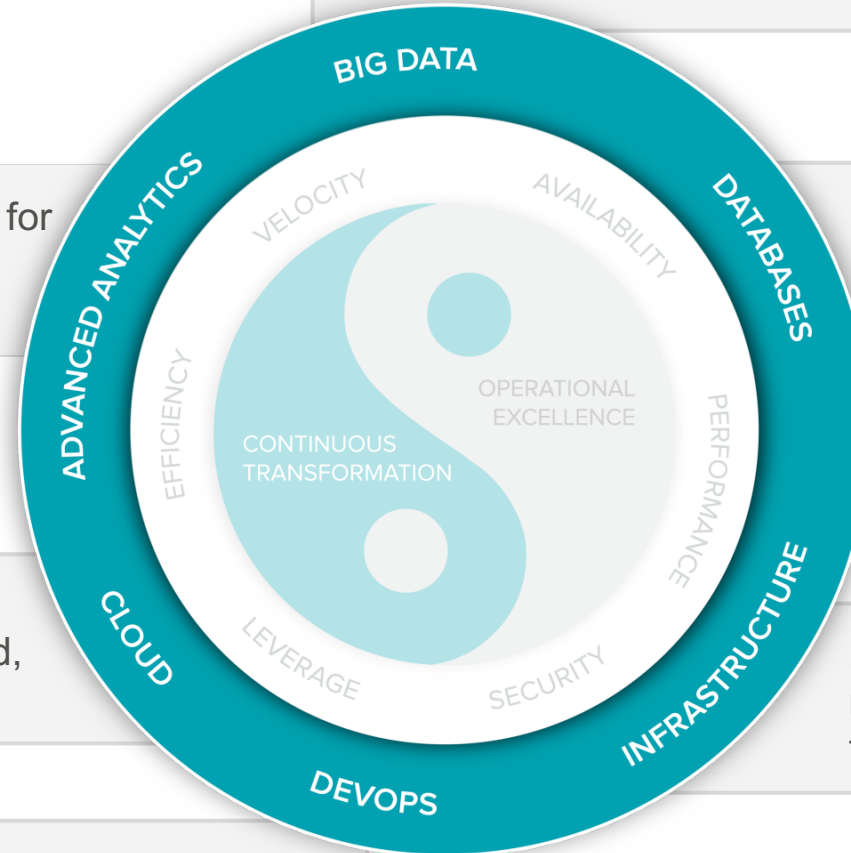 BIG DATA
DATABASES
INFRASTRUCTURE
DEVOPS
CLOUD
ADVANCED ANALYTICS
VELOCITY
AVAILABILITY
PERFORMANCE
SECURITY
LEVERAGE
EFFICIENCY
OPERATIONAL
EXCELLENCE
CONTINUOUS
TRANSFORMATION
for